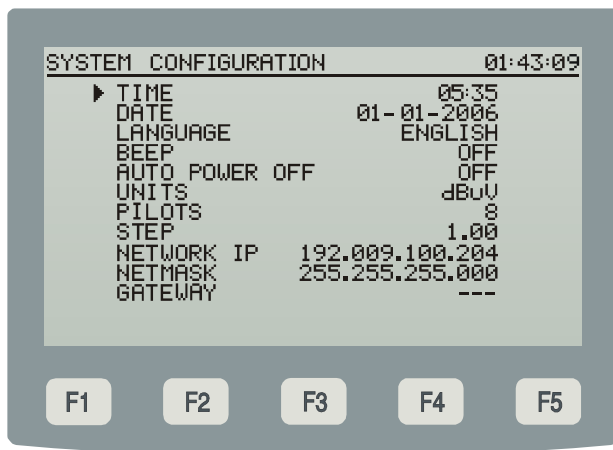 SYSTEM CONFIGURATION 01:43:09
TIME 05:35
DATE 01-01-2006
LANGUAGE ENGLISH
BEEP OFF
AUTO POWER OFF OFF
UNITS dBuV
PILOTS 8
STEP 1.00
NETWORK IP 192.009.100.204
NETMASK 255.255.255.000
GATEWAY ---
F1 F2 F3 F4 F5